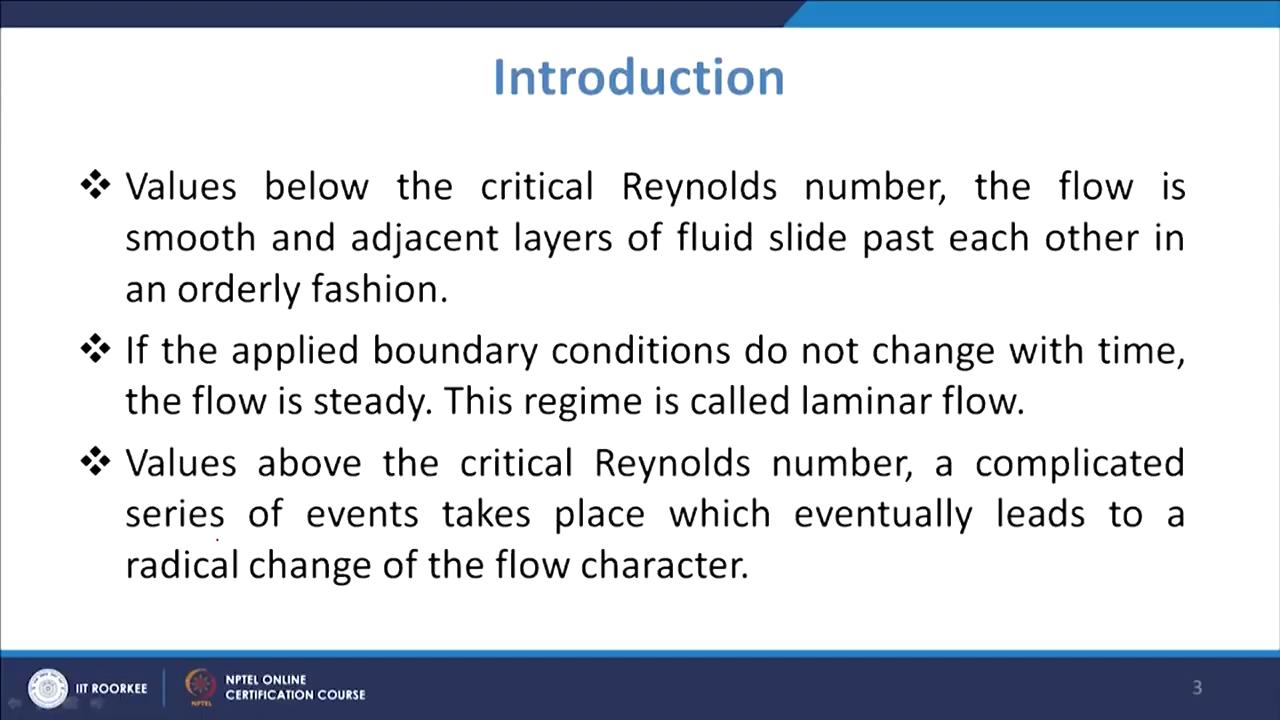 Introduction
❖ Values below the critical Reynolds number, the flow is
smooth and adjacent layers of fluid slide past each other in
an orderly fashion.
❖ If the applied boundary conditions do not change with time,
the flow is steady. This regime is called laminar flow.
❖ Values above the critical Reynolds number, a complicated
series of events takes place which eventually leads to a
radical change of the flow character.
IIT ROORKEE
NPTEL
NPTEL ONLINE
CERTIFICATION COURSE
3